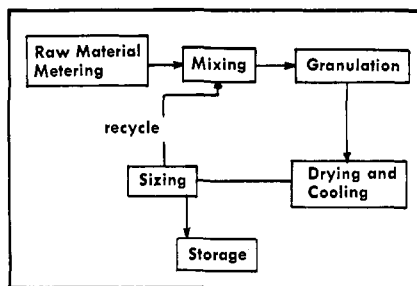 Raw Material
Metering
Mixing
Granulation
recycle
Sizing
Drying and
Cooling
Storage